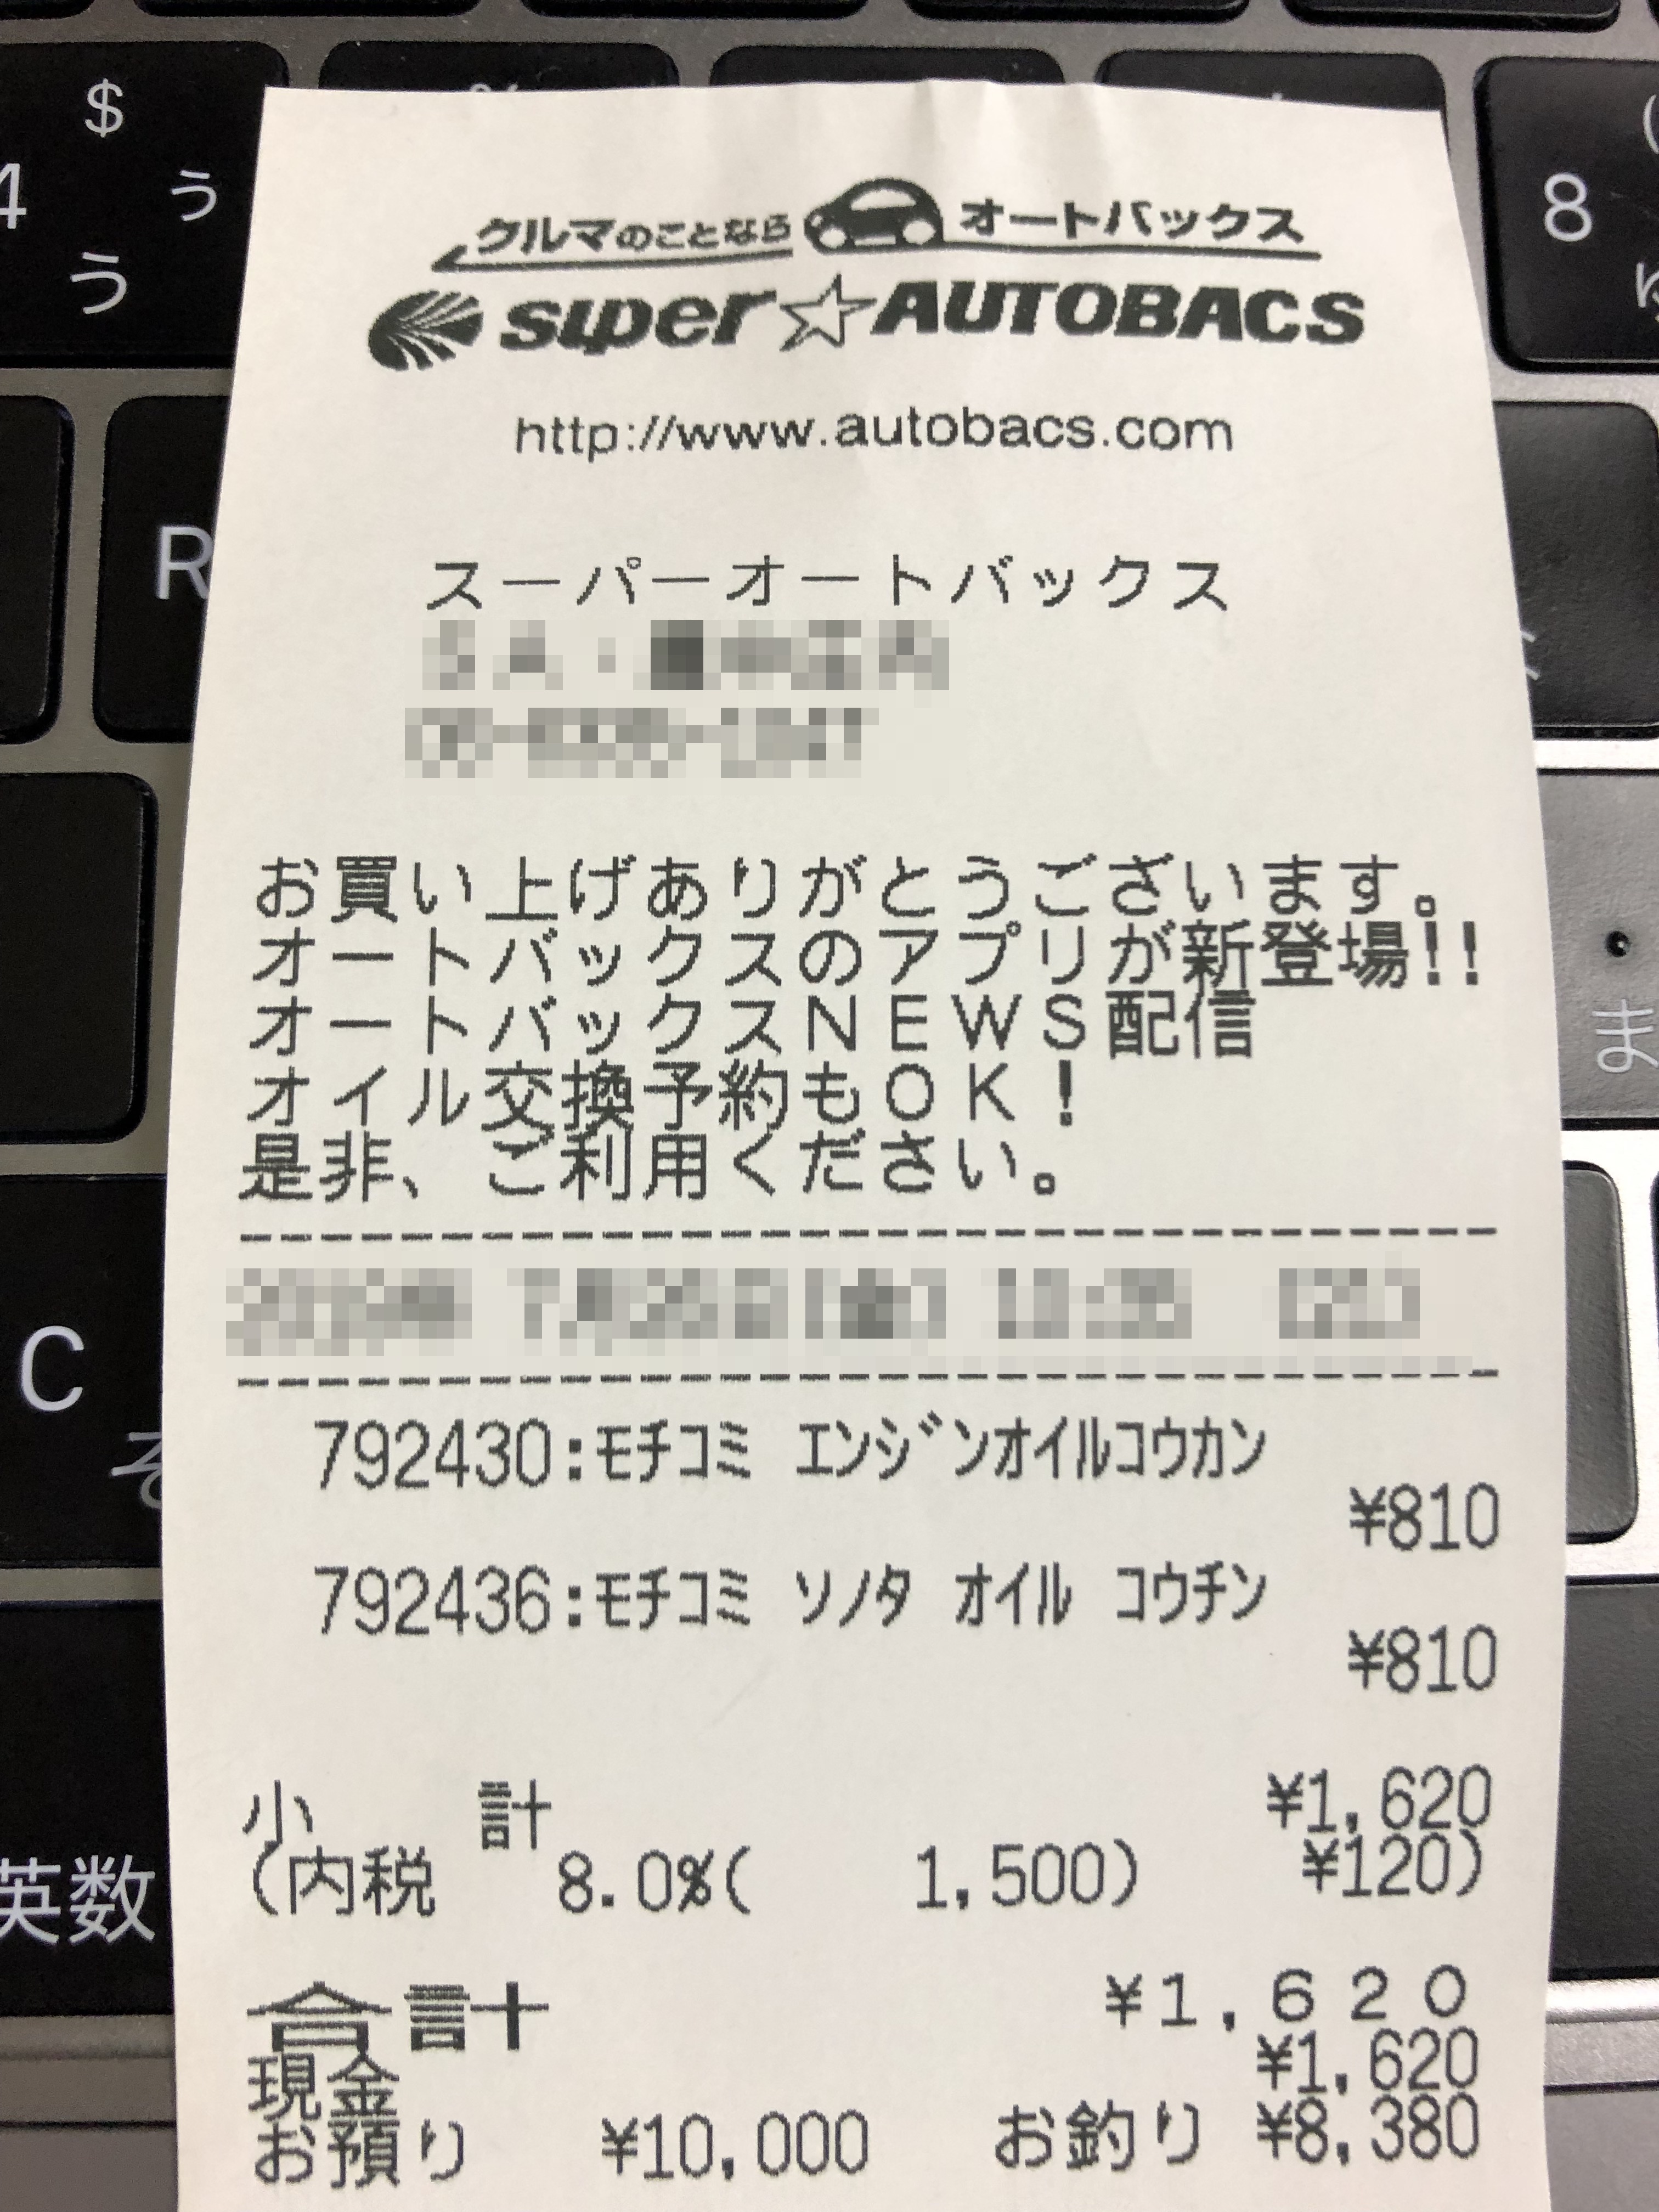 $
4 ぅ
う
8
R
C
そ
ま
英数
クルマのことなら オートバックス
super☆AUTOBACS
http://www.autobacs.com
スーパーオートバックス
お買い上げありがとうございます。
オートバックスのアプリが新登場!!
オートバックスNEWS配信
オイル交換予約もOK!
是非、ご利用ください。
792430:ﾓﾁｺﾐ ｴﾝｼﾞﾝｵｲﾙｺｳｶﾝ
¥810
792436:ﾓﾁｺﾐ ｿﾉﾀ ｵｲﾙ ｺｳﾁﾝ
¥810
小 計 ¥1,620
(内税 8.0%( 1,500) ¥120)
合計 ¥1,620
現金 ¥1,620
お預り ¥10,000 お釣り ¥8,380